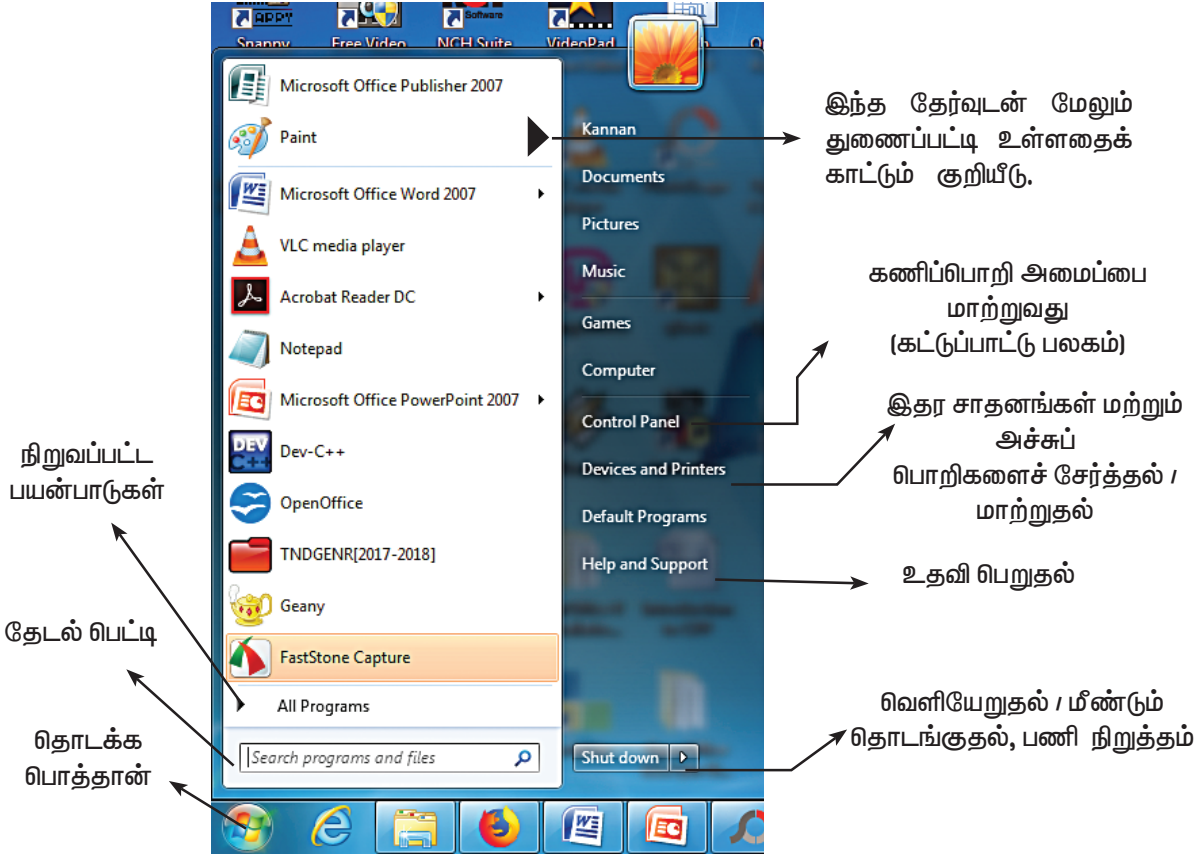 APPY
Software
Snappy
Free Video
NCH Suite
VideoPad
Microsoft Office Publisher 2007
Paint
Microsoft Office Word 2007
VLC media player
Acrobat Reader DC
Notepad
Microsoft Office PowerPoint 2007
DEV
C++
Dev-C++
OpenOffice
TNDGENR[2017-2018]
Geany
FastStone Capture
All Programs
Search programs and files
Kannan
Documents
Pictures
Music
Games
Computer
Control Panel
Devices and Printers
Default Programs
Help and Support
Shut down
இந்த தேர்வுடன் மேலும்
துணைப்பட்டி உள்ளதைக்
காட்டும் குறியீடு.
கணிப்பொறி அமைப்பை
மாற்றுவது
(கட்டுப்பாட்டு பலகம்)
இதர சாதனங்கள் மற்றும்
அச்சுப்
பொறிகளைச் சேர்த்தல் /
மாற்றுதல்
உதவி பெறுதல்
வெளியேறுதல் / மீண்டும்
தொடங்குதல், பணி நிறுத்தம்
நிறுவப்பட்ட
பயன்பாடுகள்
தேடல் பெட்டி
தொடக்க
பொத்தான்